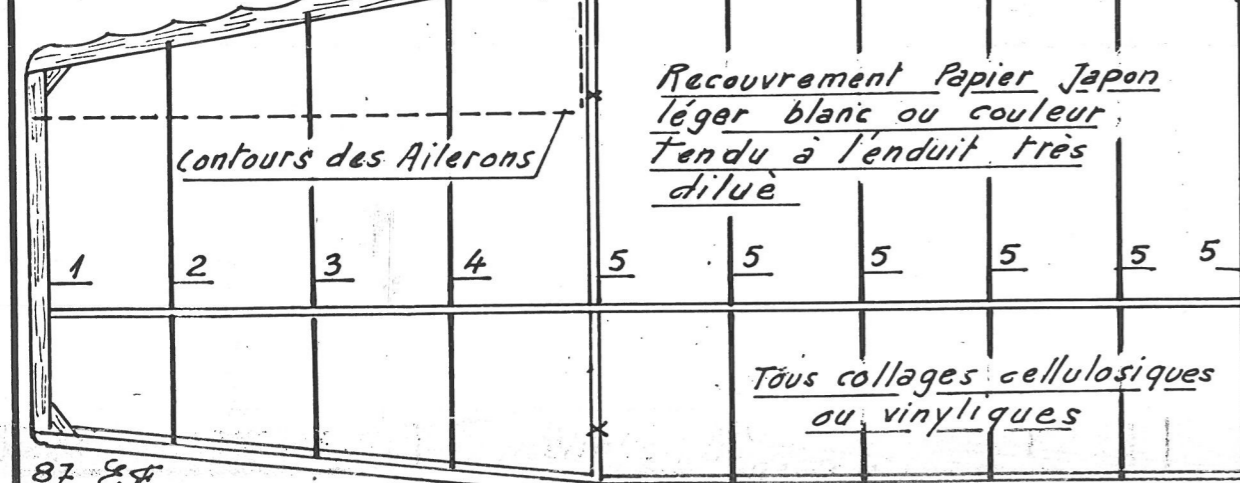 Recouvrement Papier Japon
léger blanc ou couleur
Tendu à l'enduit très
diluè
contours des Ailerons
1 2 3 4 5 5 5 5 5 5
Tous collages cellulosiques
ou vinyliques
87